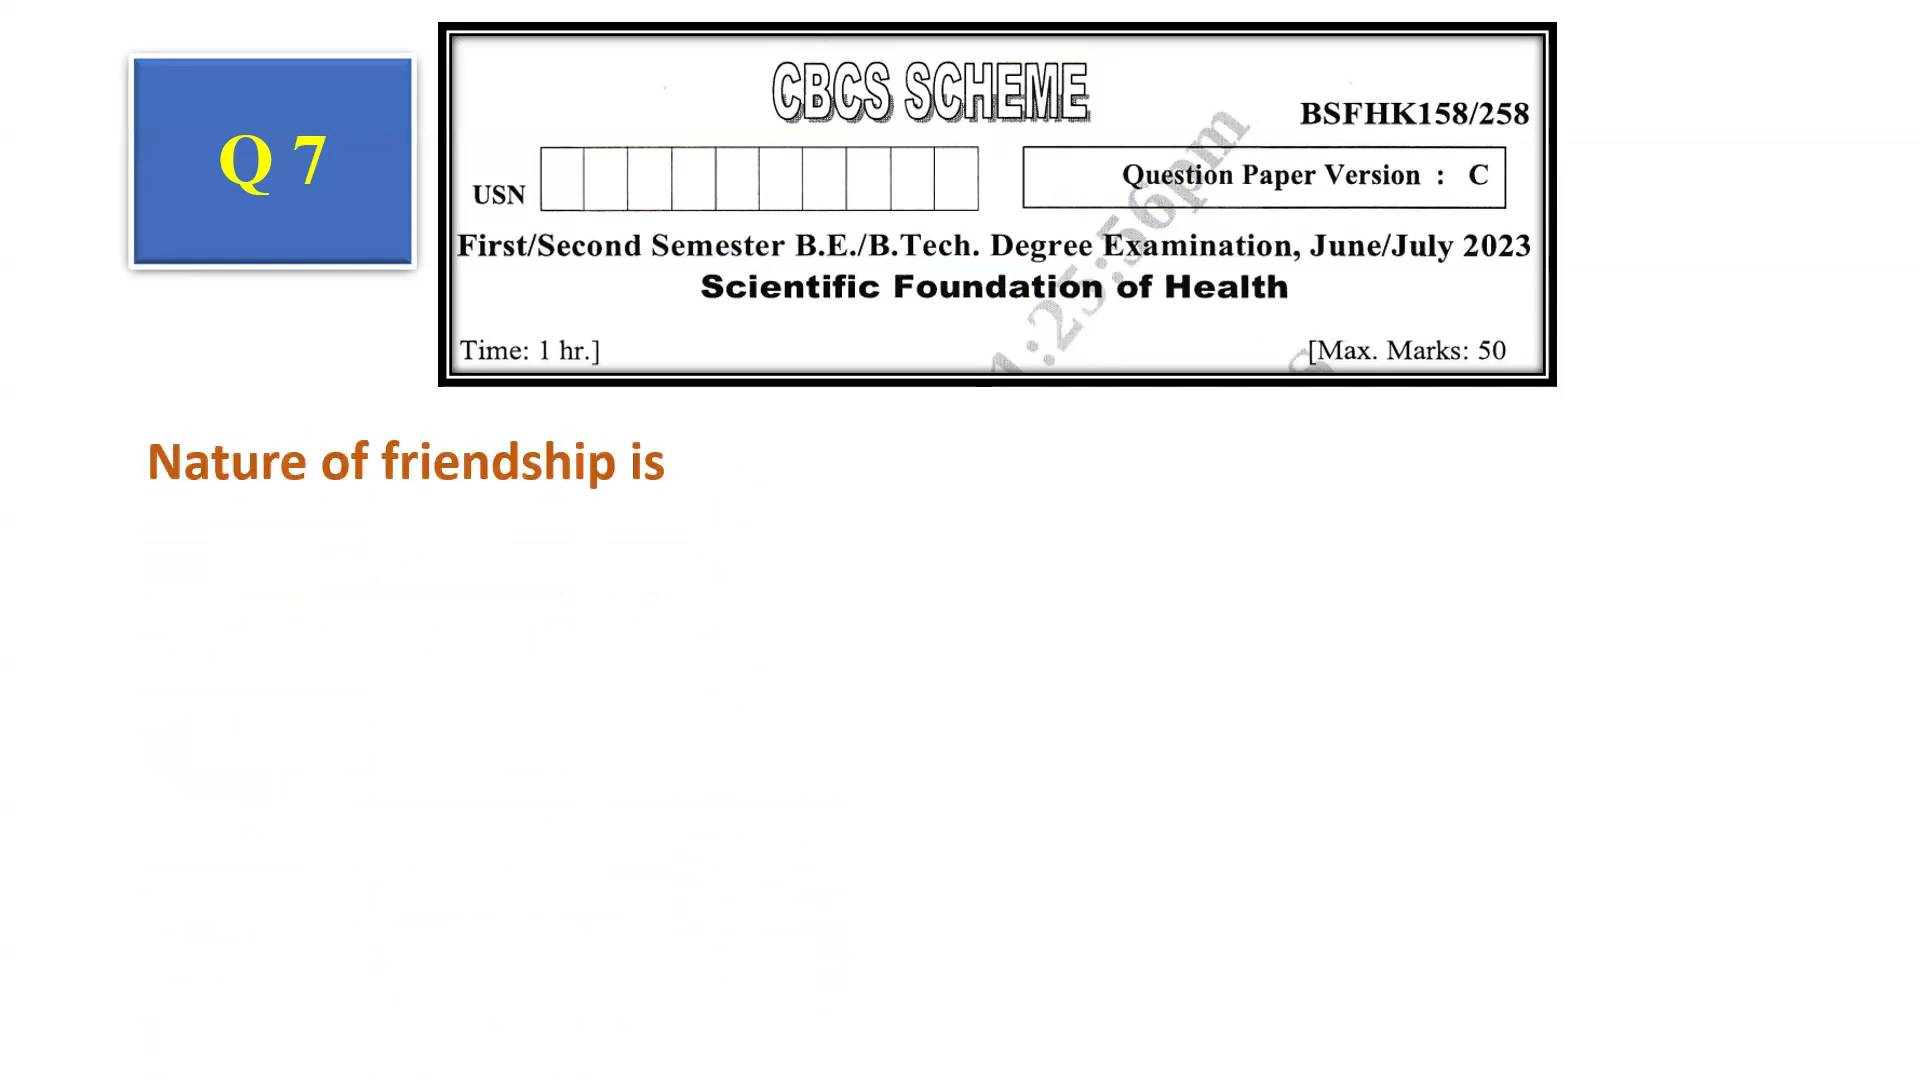 Q 7
CBCS SCHEME
BSFHK158/258
USN
Question Paper Version : C
First/Second Semester B.E./B.Tech. Degree Examination, June/July 2023
Scientific Foundation of Health
Time: 1 hr.]
[Max. Marks: 50
Nature of friendship is